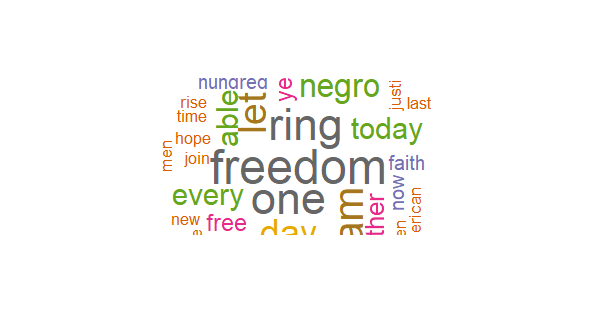 hundred
ye
negro
justi
last
rise
able
let
time
ring
today
hope
men
join
freedom
faith
every
one
am
ther
now
erican
new
free
day
en
e